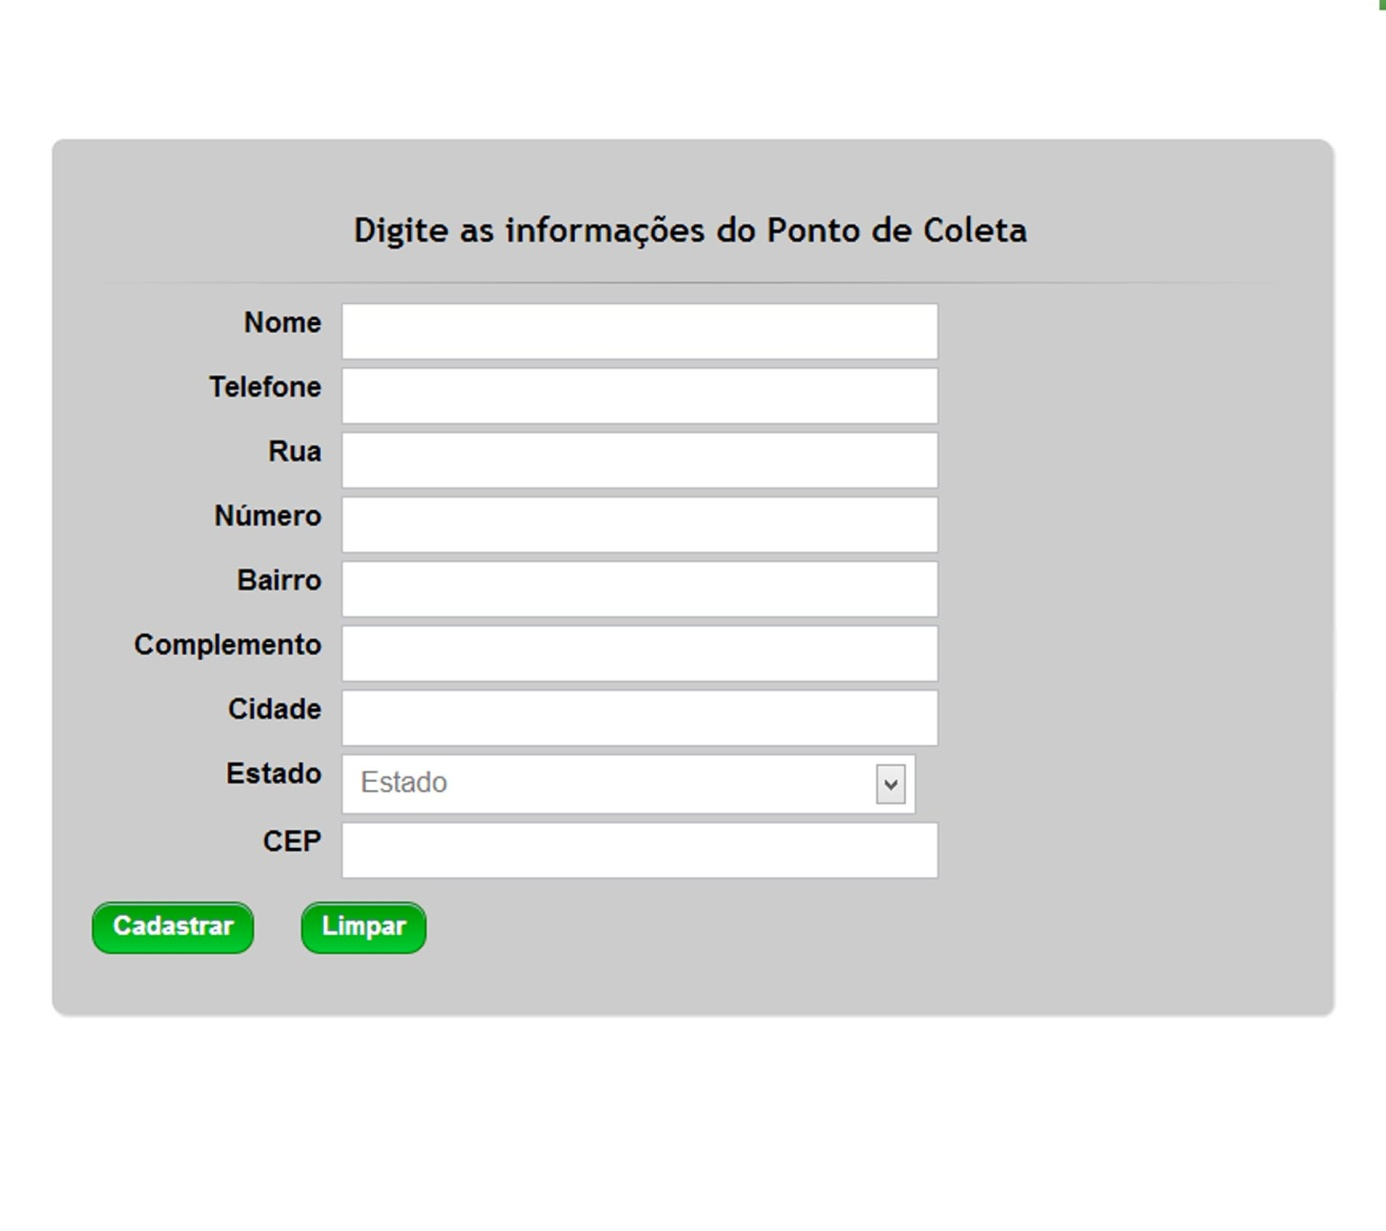 Digite as informações do Ponto de Coleta
Nome
Telefone
Rua
Número
Bairro
Complemento
Cidade
Estado Estado
CEP
Cadastrar Limpar